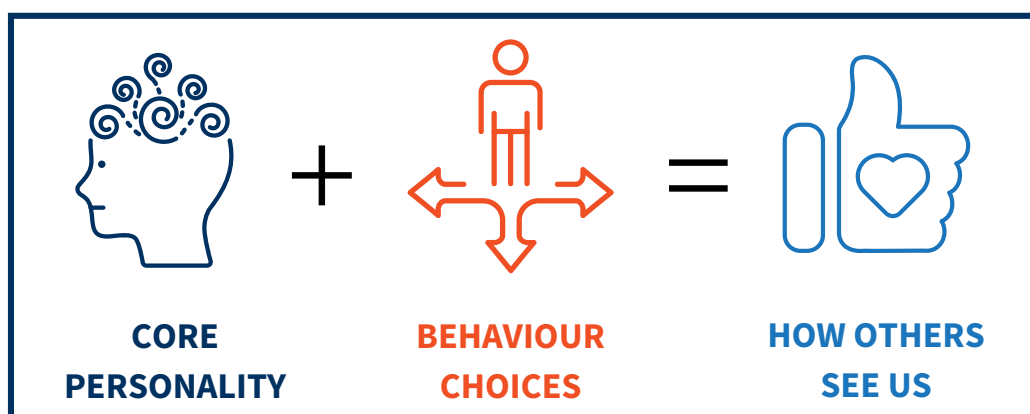 CORE
PERSONALITY
+
BEHAVIOUR
CHOICES
=
HOW OTHERS
SEE US